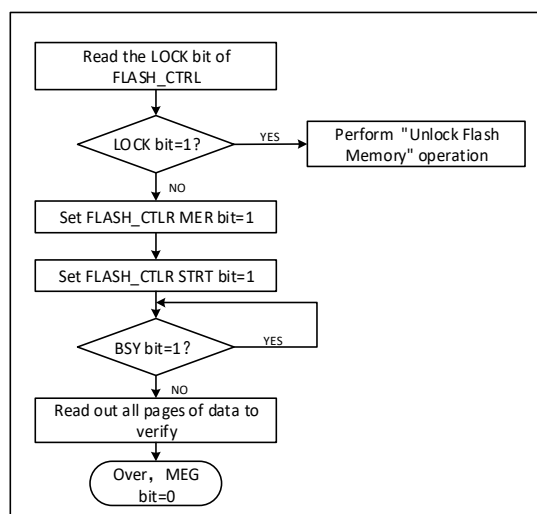 Read the LOCK bit of
FLASH_CTRL
LOCK bit=1?
YES
Perform "Unlock Flash
Memory" operation
NO
Set FLASH_CTLR MER bit=1
Set FLASH_CTLR STRT bit=1
BSY bit=1?
YES
NO
Read out all pages of data to
verify
Over，MEG
bit=0